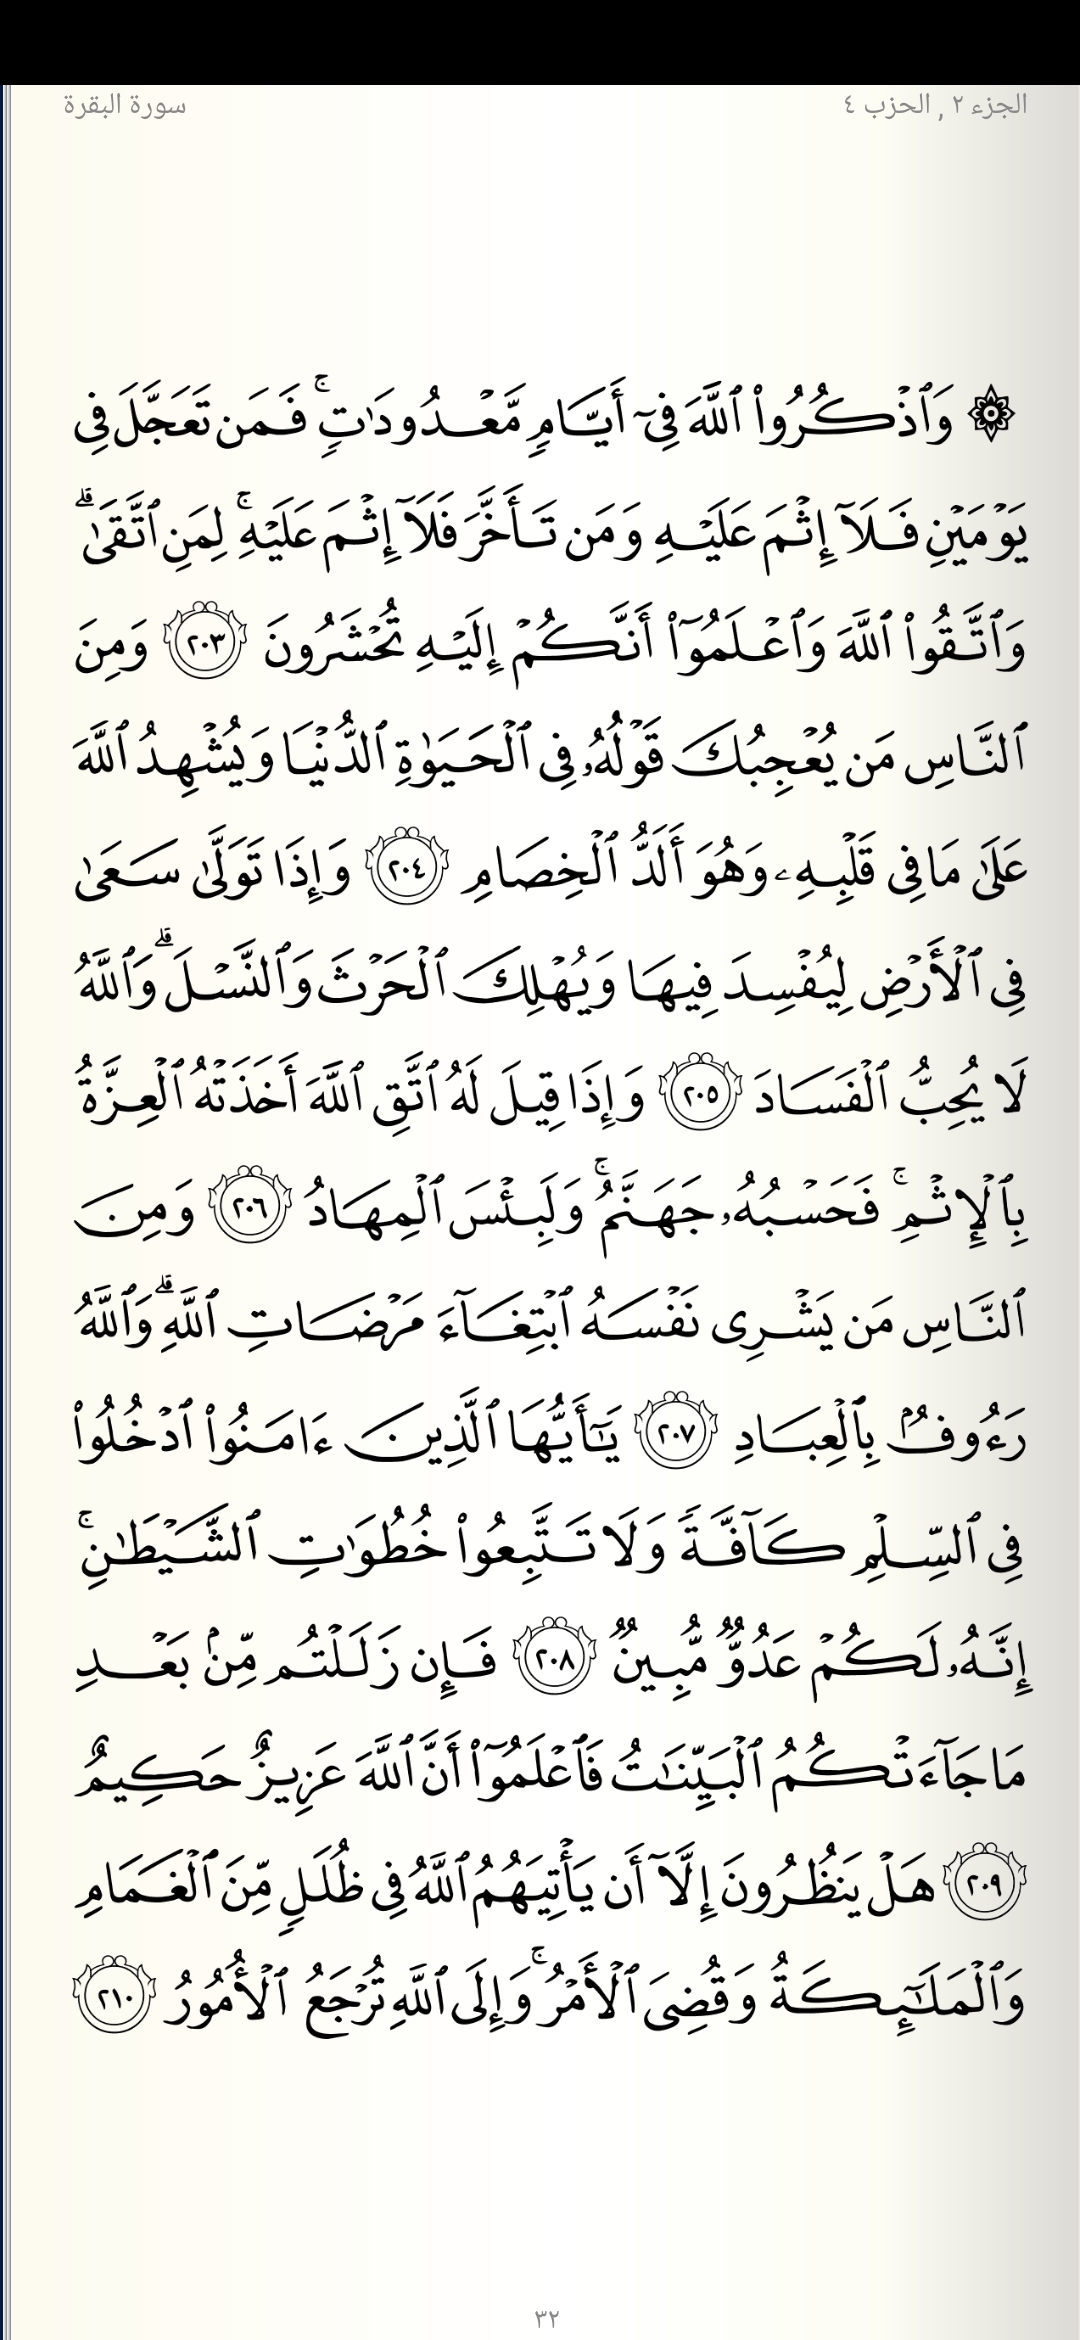 الجزء ٢ , الحزب ٤
سورة البقرة
۞ وَٱذْكُرُوا۟ ٱللَّهَ فِىٓ أَيَّامٍ مَّعْدُودَٰتٍ ۚ فَمَن تَعَجَّلَ فِى
يَوْمَيْنِ فَلَآ إِثْمَ عَلَيْهِ وَمَن تَأَخَّرَ فَلَآ إِثْمَ عَلَيْهِ ۚ لِمَنِ ٱتَّقَىٰ ۗ
وَٱتَّقُوا۟ ٱللَّهَ وَٱعْلَمُوٓا۟ أَنَّكُمْ إِلَيْهِ تُحْشَرُونَ ٢٠٣ وَمِنَ
ٱلنَّاسِ مَن يُعْجِبُكَ قَوْلُهُۥ فِى ٱلْحَيَوٰةِ ٱلدُّنْيَا وَيُشْهِدُ ٱللَّهَ
عَلَىٰ مَا فِى قَلْبِهِۦ وَهُوَ أَلَدُّ ٱلْخِصَامِ ٢٠٤ وَإِذَا تَوَلَّىٰ سَعَىٰ
فِى ٱلْأَرْضِ لِيُفْسِدَ فِيهَا وَيُهْلِكَ ٱلْحَرْثَ وَٱلنَّسْلَ ۗ وَٱللَّهُ
لَا يُحِبُّ ٱلْفَسَادَ ٢٠٥ وَإِذَا قِيلَ لَهُ ٱتَّقِ ٱللَّهَ أَخَذَتْهُ ٱلْعِزَّةُ
بِٱلْإِثْمِ ۚ فَحَسْبُهُۥ جَهَنَّمُ ۚ وَلَبِئْسَ ٱلْمِهَادُ ٢٠٦ وَمِنَ
ٱلنَّاسِ مَن يَشْرِى نَفْسَهُ ٱبْتِغَآءَ مَرْضَاتِ ٱللَّهِ ۗ وَٱللَّهُ
رَءُوفٌۢ بِٱلْعِبَادِ ٢٠٧ يَٰٓأَيُّهَا ٱلَّذِينَ ءَامَنُوا۟ ٱدْخُلُوا۟
فِى ٱلسِّلْمِ كَآفَّةً وَلَا تَتَّبِعُوا۟ خُطُوَٰتِ ٱلشَّيْطَٰنِ ۚ
إِنَّهُۥ لَكُمْ عَدُوٌّ مُّبِينٌ ٢٠٨ فَإِن زَلَلْتُم مِّنۢ بَعْدِ
مَا جَآءَتْكُمُ ٱلْبَيِّنَٰتُ فَٱعْلَمُوٓا۟ أَنَّ ٱللَّهَ عَزِيزٌ حَكِيمٌ
٢٠٩ هَلْ يَنظُرُونَ إِلَّآ أَن يَأْتِيَهُمُ ٱللَّهُ فِى ظُلَلٍ مِّنَ ٱلْغَمَامِ
وَٱلْمَلَٰٓئِكَةُ وَقُضِىَ ٱلْأَمْرُ ۚ وَإِلَى ٱللَّهِ تُرْجَعُ ٱلْأُمُورُ ٢١٠
٣٢